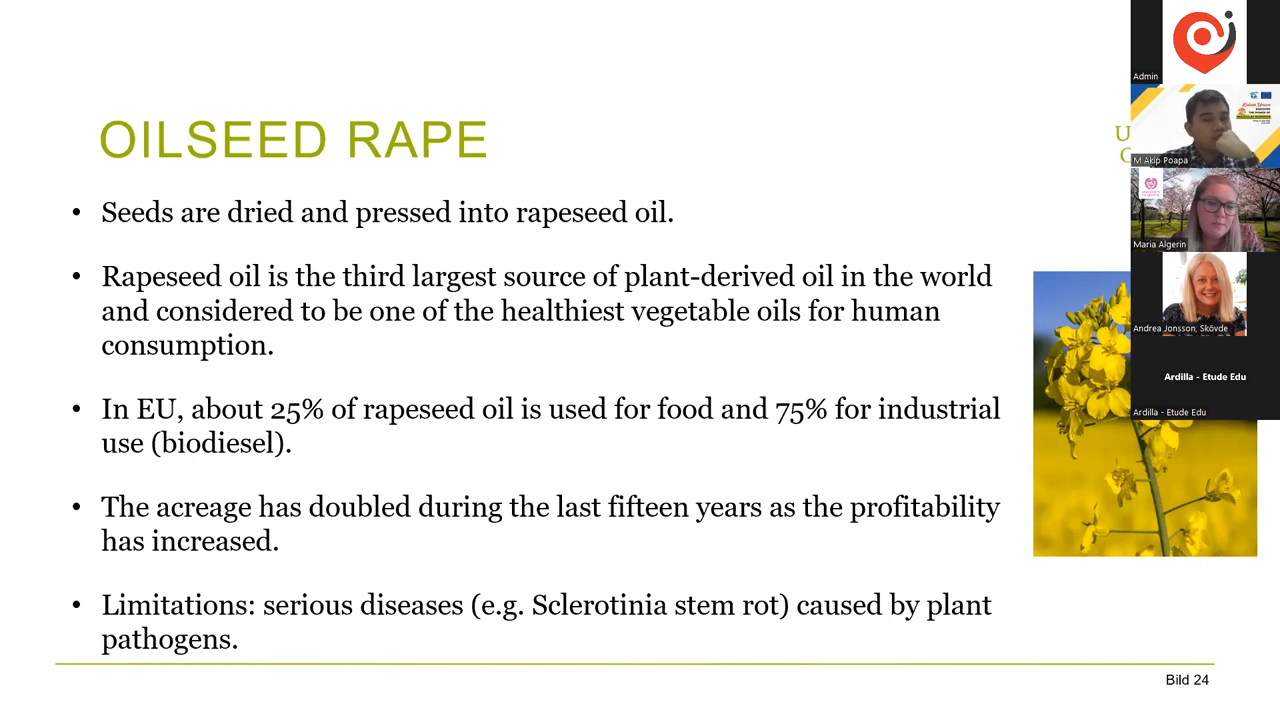 OILSEED RAPE
• Seeds are dried and pressed into rapeseed oil.
• Rapeseed oil is the third largest source of plant-derived oil in the world
and considered to be one of the healthiest vegetable oils for human
consumption.
• In EU, about 25% of rapeseed oil is used for food and 75% for industrial
use (biodiesel).
• The acreage has doubled during the last fifteen years as the profitability
has increased.
• Limitations: serious diseases (e.g. Sclerotinia stem rot) caused by plant
pathogens.
Bild 24
Admin
M Akip Poapa
Maria Algerin
Andrea Jonsson, Skövde
Ardilla - Etude Edu
Ardilla - Etude Edu